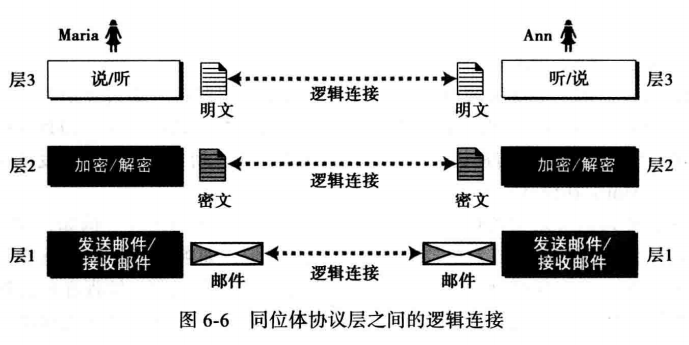 Maria
Ann
层3
说/听
明文
逻辑连接
明文
听/说
层3
层2
加密/解密
密文
逻辑连接
密文
加密/解密
层2
层1
发送邮件/
接收邮件
邮件
逻辑连接
邮件
发送邮件/
接收邮件
层1
图 6-6 同位体协议层之间的逻辑连接